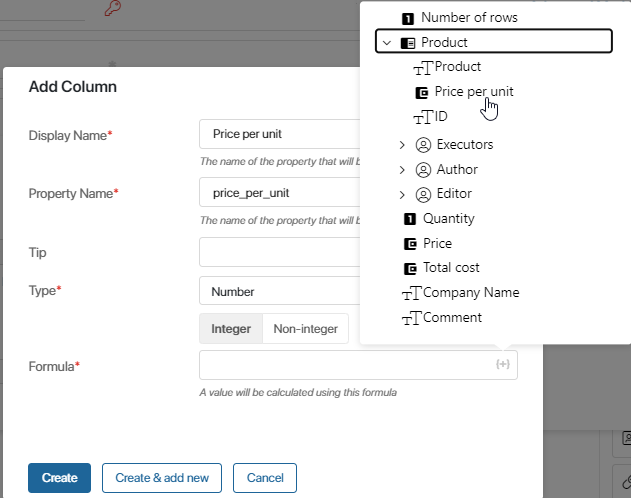 Number of rows
Product
Product
Price per unit
ID
Executors
Author
Editor
Quantity
Price
Total cost
Company Name
Comment
Add Column
Display Name*
Price per unit
The name of the property that will b
Property Name*
price_per_unit
The name of the property that will b
Tip
Type*
Number
Integer Non-integer
Formula*
{+}
A value will be calculated using this formula
Create Create & add new Cancel